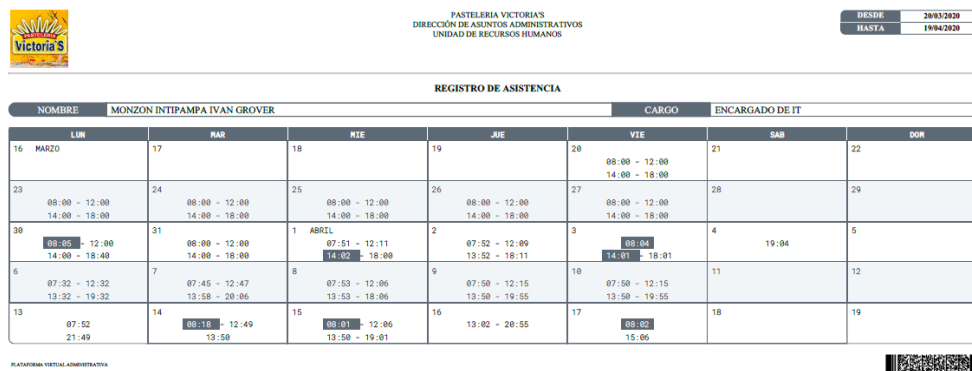 PASTELERIA
Victoria'S
PASTELERIA VICTORIA'S
DIRECCIÓN DE ASUNTOS ADMINISTRATIVOS
UNIDAD DE RECURSOS HUMANOS
DESDE 20/03/2020
HASTA 19/04/2020
REGISTRO DE ASISTENCIA
NOMBRE MONZON INTIPAMPA IVAN GROVER CARGO ENCARGADO DE IT
LUN MAR MIE JUE VIE SAB DOM
16 MARZO 17 18 19 20 21 22
08:00 - 12:00
14:00 - 18:00
23 24 25 26 27 28 29
08:00 - 12:00 08:00 - 12:00 08:00 - 12:00 08:00 - 12:00 08:00 - 12:00
14:00 - 18:00 14:00 - 18:00 14:00 - 18:00 14:00 - 18:00 14:00 - 18:00
30 31 1 ABRIL 2 3 4 5
08:05 - 12:00 08:00 - 12:00 07:51 - 12:11 07:52 - 12:09 08:04 19:04
14:00 - 18:40 14:00 - 18:00 14:02 - 18:00 13:52 - 18:11 14:01 - 18:01
6 7 8 9 10 11 12
07:32 - 12:32 07:45 - 12:47 07:53 - 12:06 07:50 - 12:15 07:50 - 12:15
13:32 - 19:32 13:58 - 20:06 13:53 - 18:06 13:50 - 19:55 13:50 - 19:55
13 14 15 16 17 18 19
07:52 08:18 - 12:49 08:01 - 12:06 13:02 - 20:55 08:02
21:49 13:50 13:50 - 19:01 15:06
PLATAFORMA VIRTUAL ADMINISTRATIVA